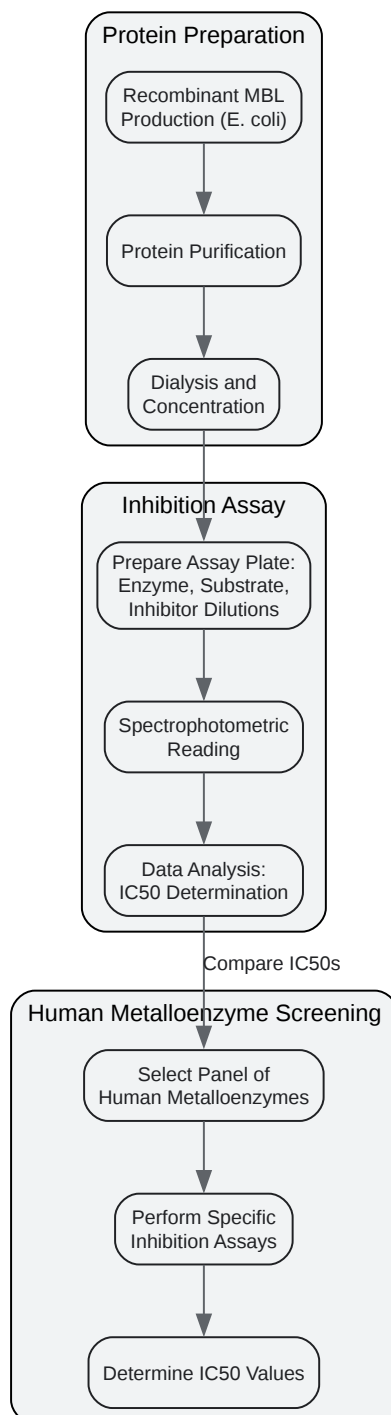 Protein Preparation
Recombinant MBL
Production (E. coli)
Protein Purification
Dialysis and
Concentration
Inhibition Assay
Prepare Assay Plate:
Enzyme, Substrate,
Inhibitor Dilutions
Spectrophotometric
Reading
Data Analysis:
IC50 Determination
Compare IC50s
Human Metalloenzyme Screening
Select Panel of
Human Metalloenzymes
Perform Specific
Inhibition Assays
Determine IC50 Values